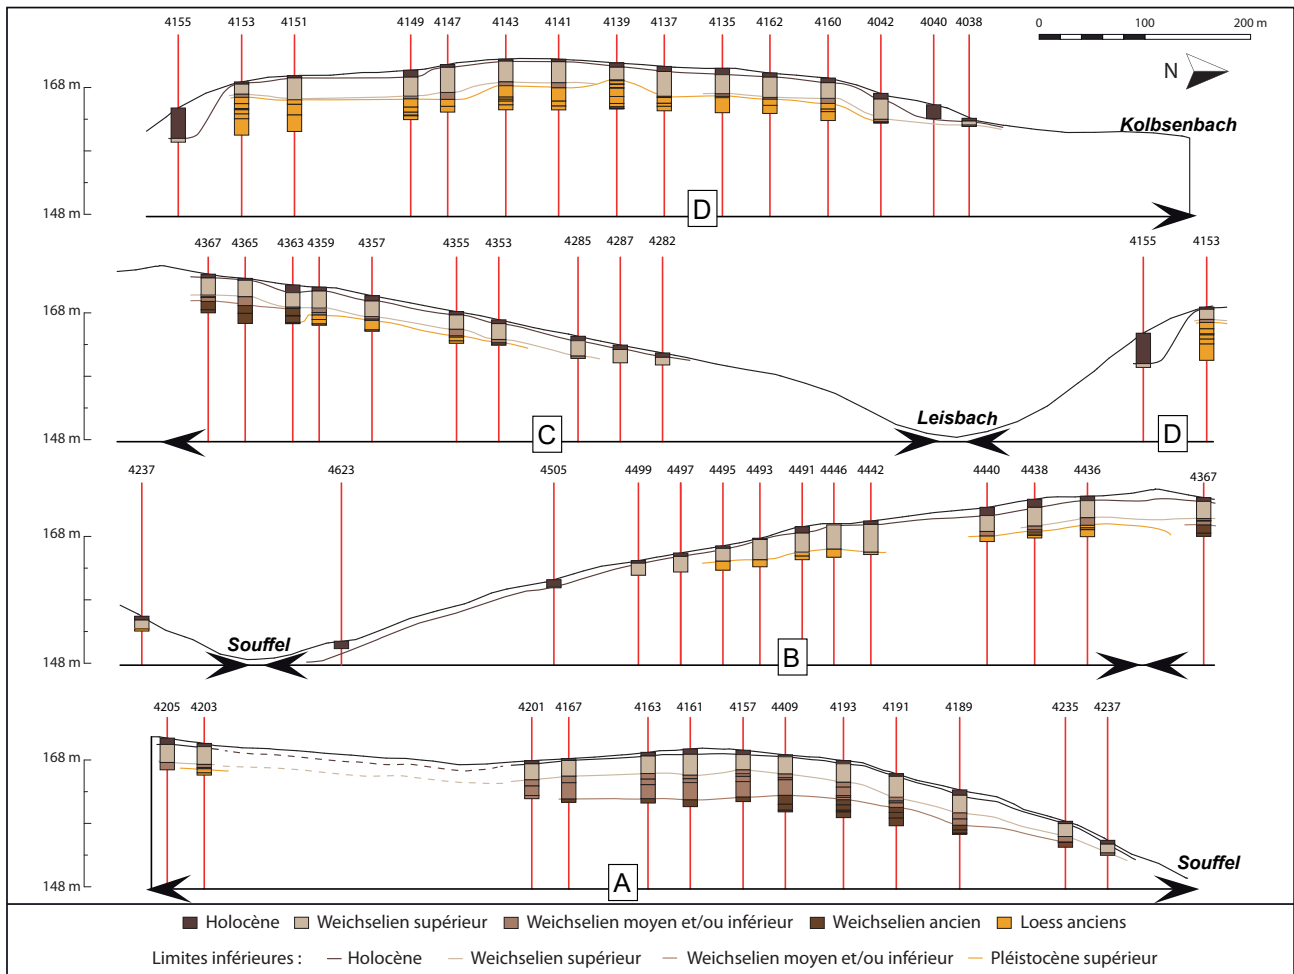 4155 4153 4151 4149 4147 4143 4141 4139 4137 4135 4162 4160 4042 4040 4038
0 100 200 m
N
168 m
Kolbsenbach
148 m
D
4367 4365 4363 4359 4357 4355 4353 4285 4287 4282 4155 4153
168 m
Leisbach
148 m
C D
4237 4623 4505 4499 4497 4495 4493 4491 4446 4442 4440 4438 4436 4367
168 m
Souffel
148 m
B
4205 4203 4201 4167 4163 4161 4157 4409 4193 4191 4189 4235 4237
168 m
Souffel
148 m
A
Holocène Weichselien supérieur Weichselien moyen et/ou inférieur Weichselien ancien Loess anciens
Limites inférieures : Holocène Weichselien supérieur Weichselien moyen et/ou inférieur Pléistocène supérieur